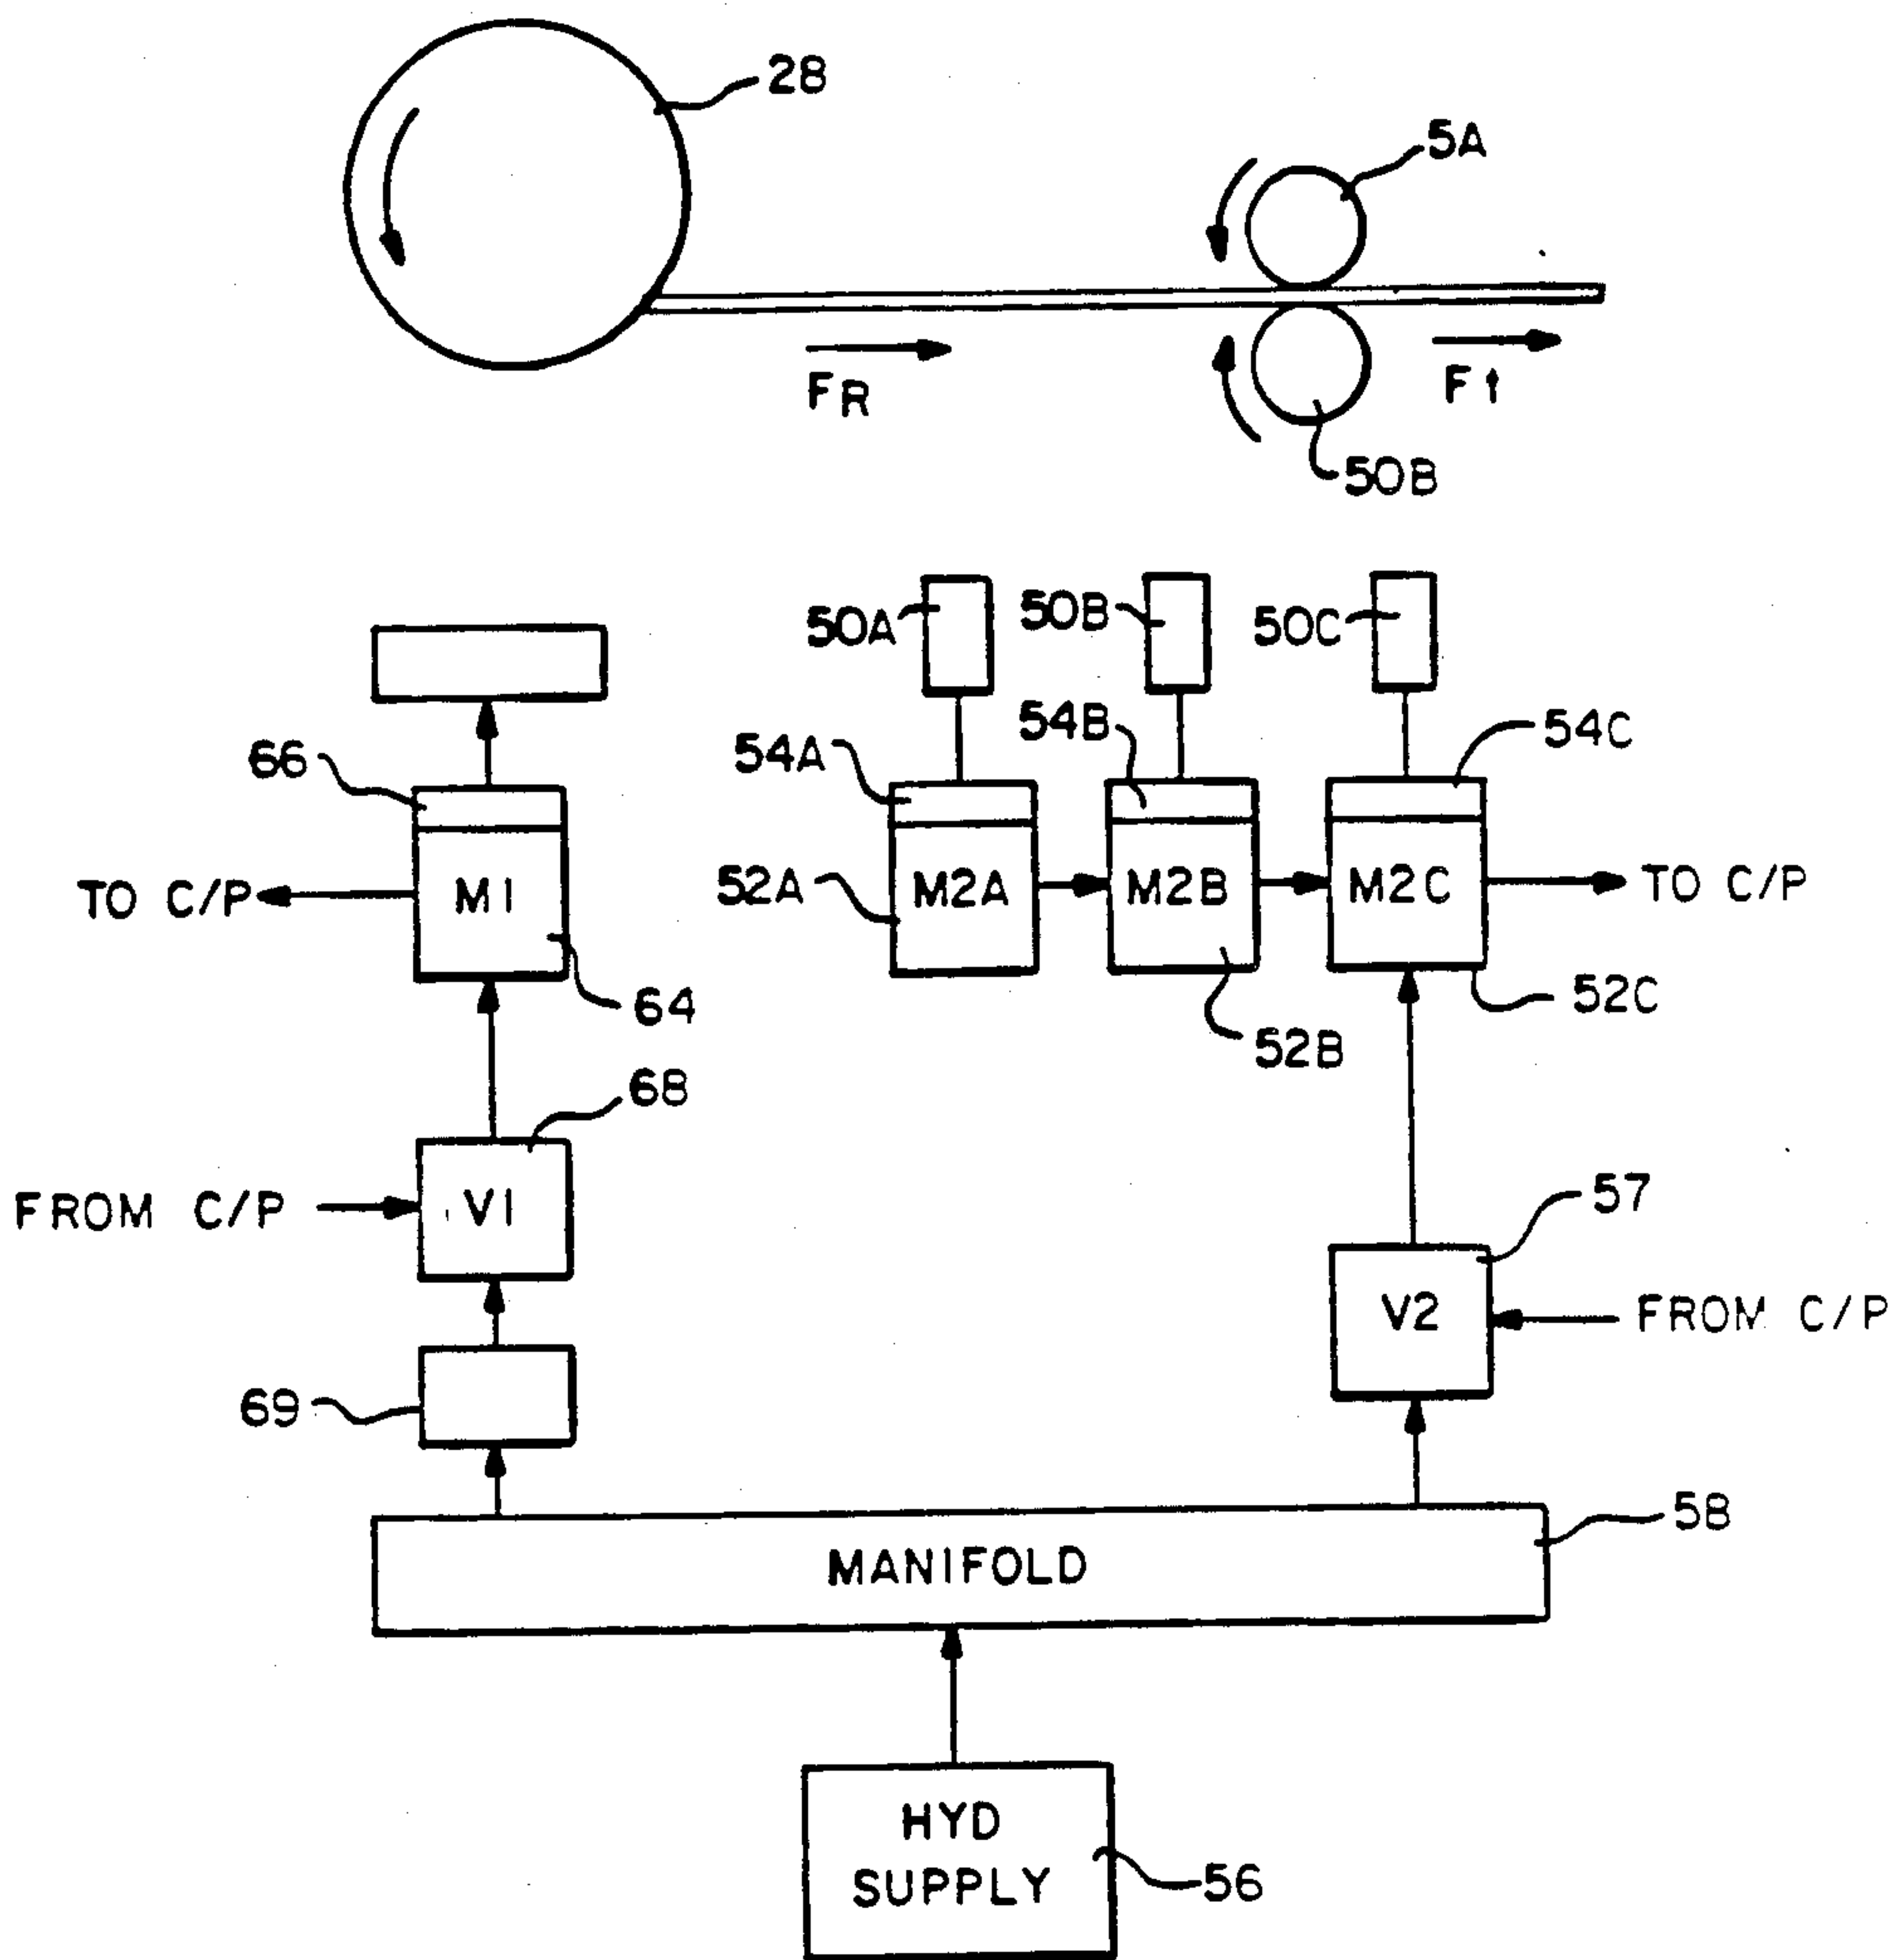 28
5A
FR
Ft
50B
50A
50B
50C
54A
54B
54C
66
TO C/P
M1
52A
M2A
M2B
M2C
TO C/P
64
52B
52C
68
FROM C/P
V1
57
V2
FROM C/P
69
58
MANIFOLD
HYD
SUPPLY
56